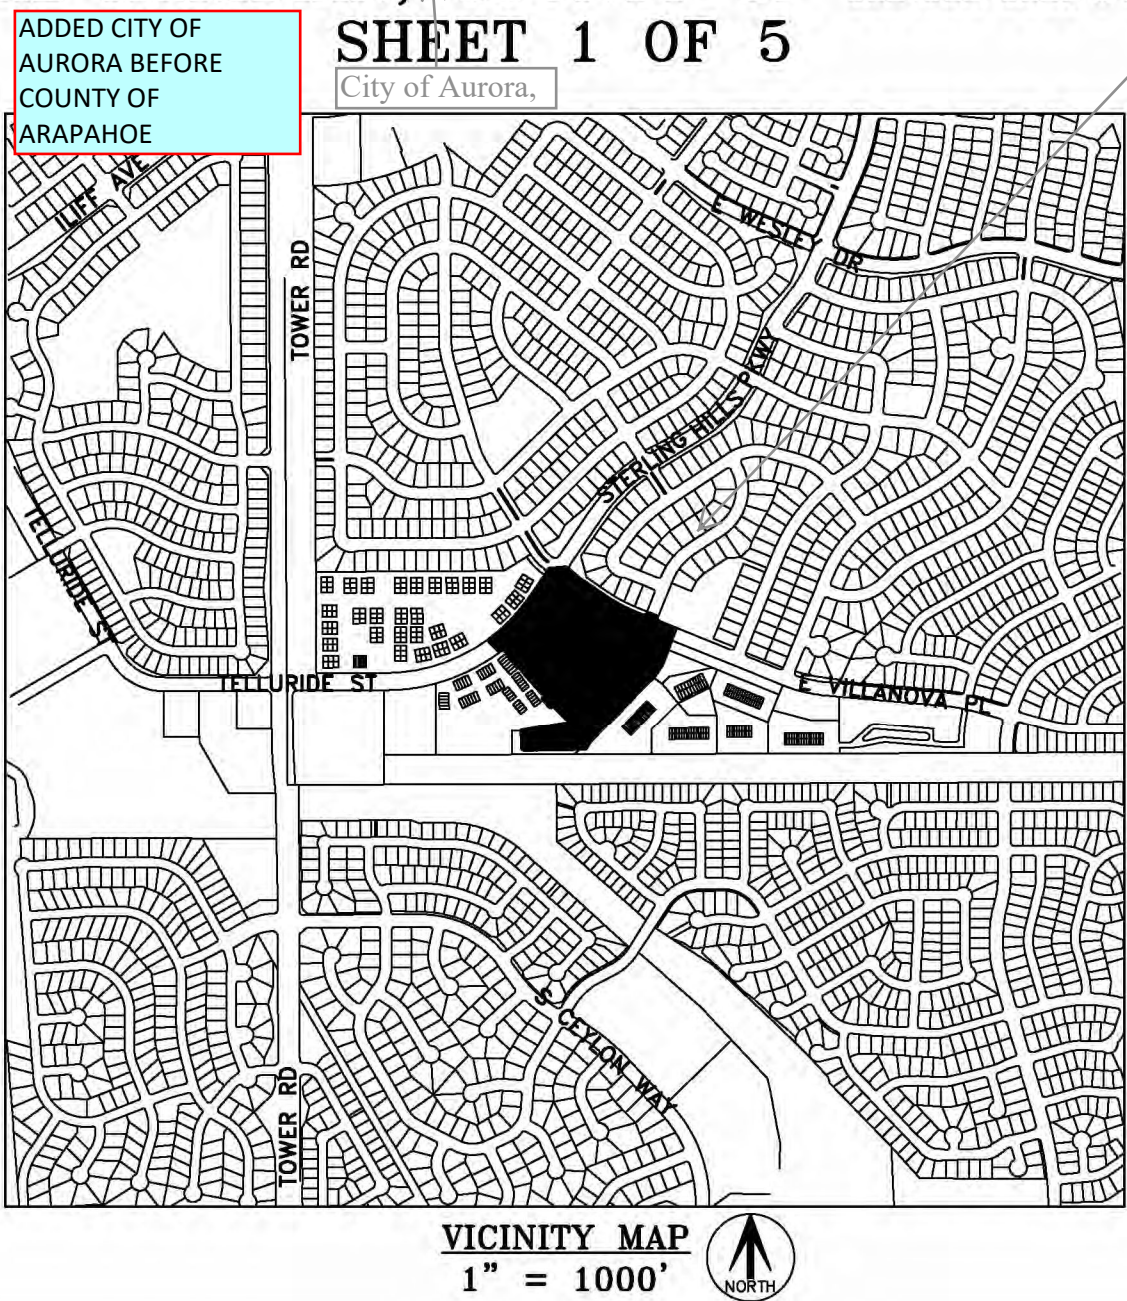 ADDED CITY OF
AURORA BEFORE
COUNTY OF
ARAPAHOE
SHEET 1 OF 5
City of Aurora,
ILIFF AVE
TOWER RD
E WESLEY DR
STERLING HILLS PKWY
TELLURIDE ST
TELLURIDE ST
E VILLANOVA PL
S CEYLON WAY
TOWER RD
VICINITY MAP
1" = 1000'
NORTH